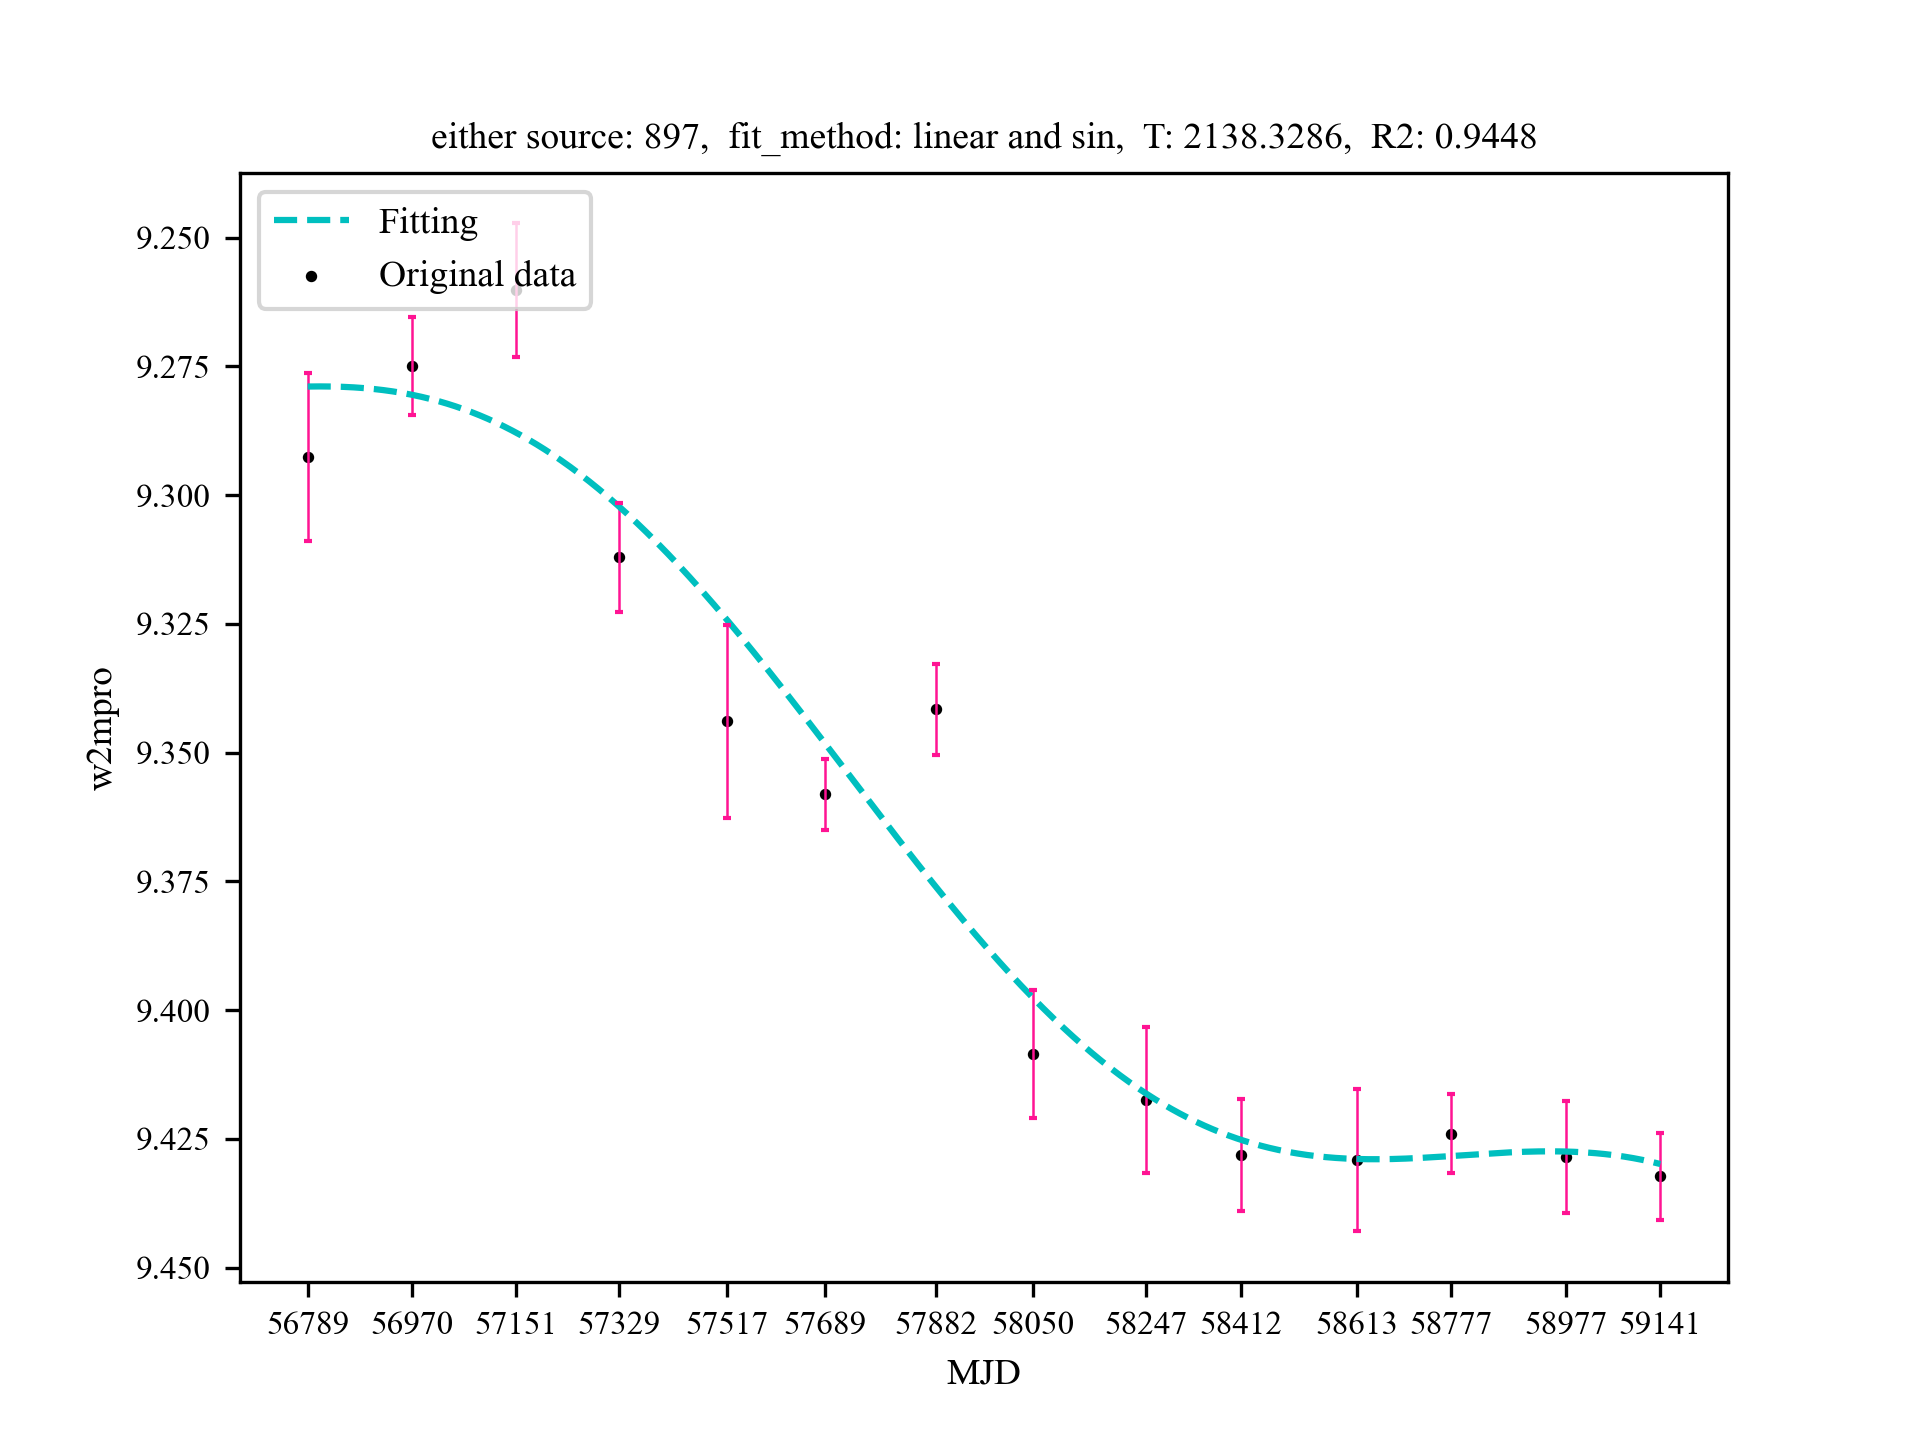 either source: 897,  fit_method: linear and sin,  T: 2138.3286,  R2: 0.9448
Fitting
Original data
9.250
9.275
9.300
9.325
9.350
9.375
9.400
9.425
9.450
w2mpro
56789 56970 57151 57329 57517 57689 57882 58050 58247 58412 58613 58777 58977 59141
MJD